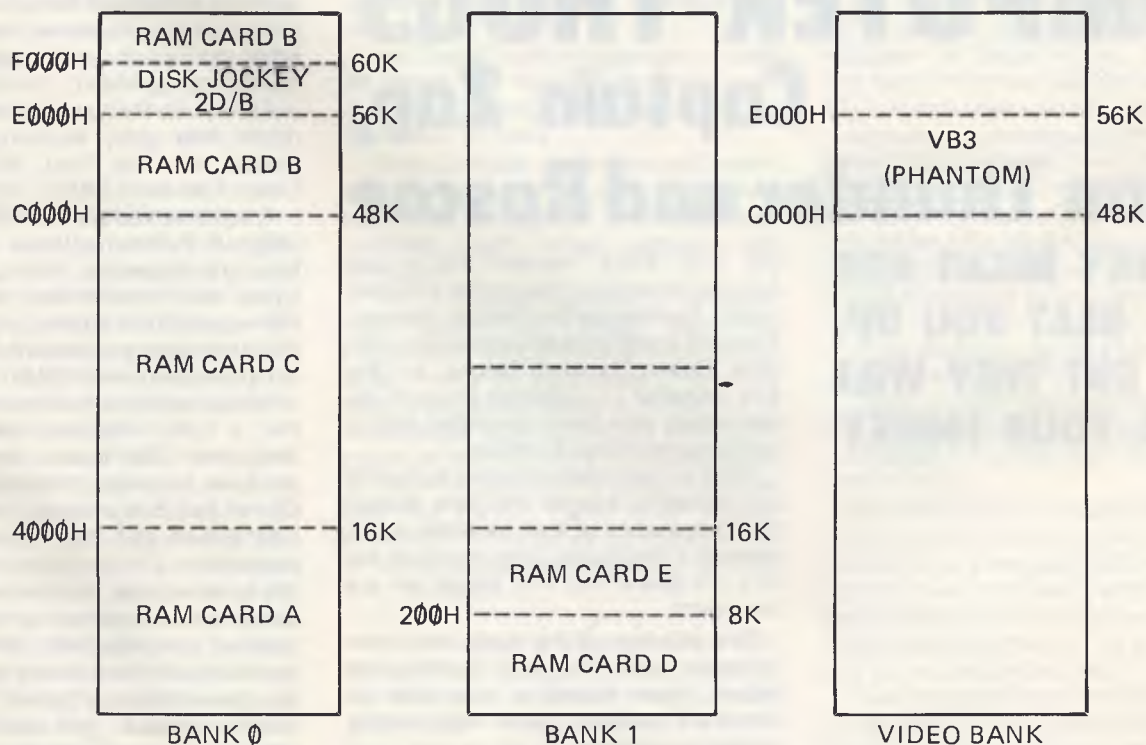 RAM CARD B
F000H
60K
DISK JOCKEY
2D/B
E000H
56K
RAM CARD B
C000H
48K
RAM CARD C
4000H
16K
RAM CARD A
BANK 0
16K
RAM CARD E
200H
8K
RAM CARD D
BANK 1
E000H
56K
VB3
(PHANTOM)
C000H
48K
VIDEO BANK